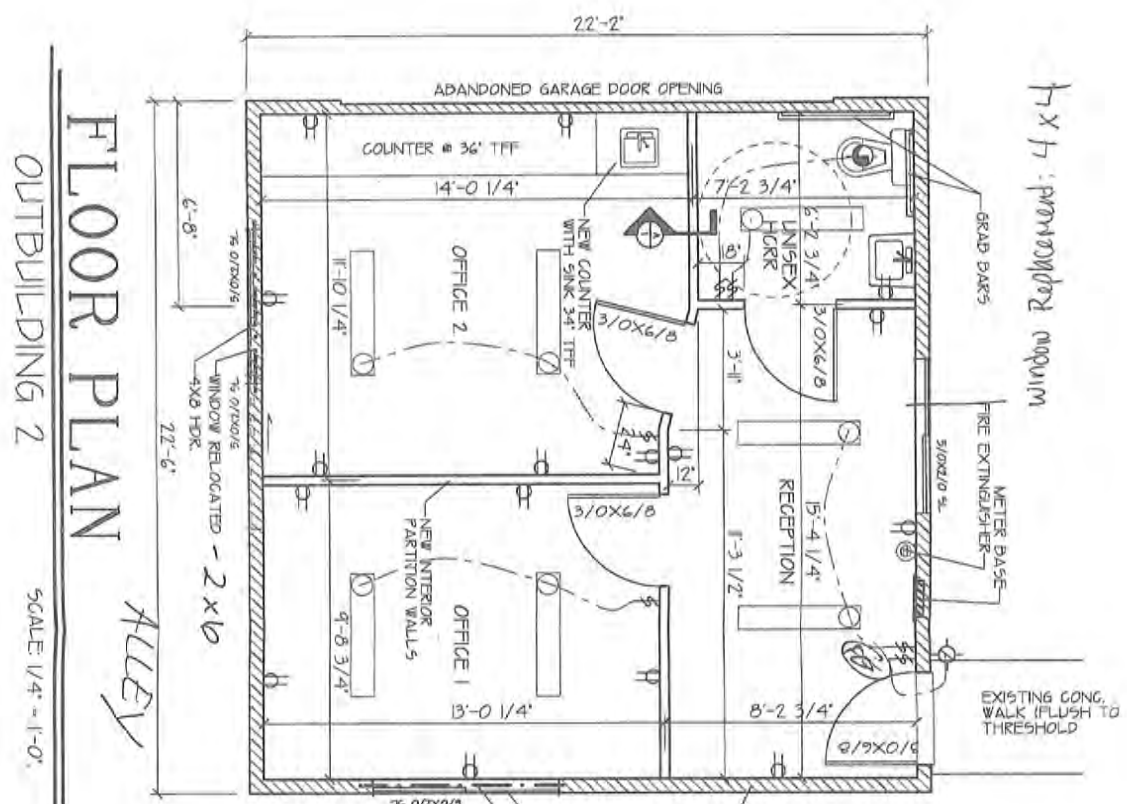 22'-2"
ABANDONED GARAGE DOOR OPENING
COUNTER @ 36" TFF
14'-0 1/4"
7'-2 3/4"
6'-2 3/4"
UNISEX
HCRR
18"
GRAB BARS
Window Replacement: 4x4
6'-8"
11'-10 1/4"
OFFICE 2
NEW COUNTER
WITH SINK 34" TFF
3/0X6/8
3/0X6/8
3'-11"
24"
12"
WINDOW RELOCATED - 2x6
4X8 HDR.
22'-6"
3/0X6/8
RECEPTION
15'-4 1/4"
11'-3 1/2"
FIRE EXTINGUISHER
METER BASE
NEW INTERIOR
PARTITION WALLS
OFFICE 1
9'-8 3/4"
13'-0 1/4"
8'-2 3/4"
3/0X6/8
EXISTING CONC.
WALK (FLUSH TO
THRESHOLD
ALLEY
FLOOR PLAN
OUTBUILDING 2
SCALE: 1/4" = 1'-0".